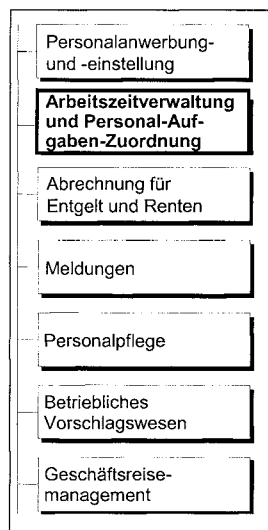 Personalanwerbung-
und -einstellung
Arbeitszeitverwaltung
und Personal-Auf-
gaben-Zuordnung
Abrechnung für
Entgelt und Renten
Meldungen
Personalpflege
Betriebliches
Vorschlagswesen
Geschäftsreise-
management